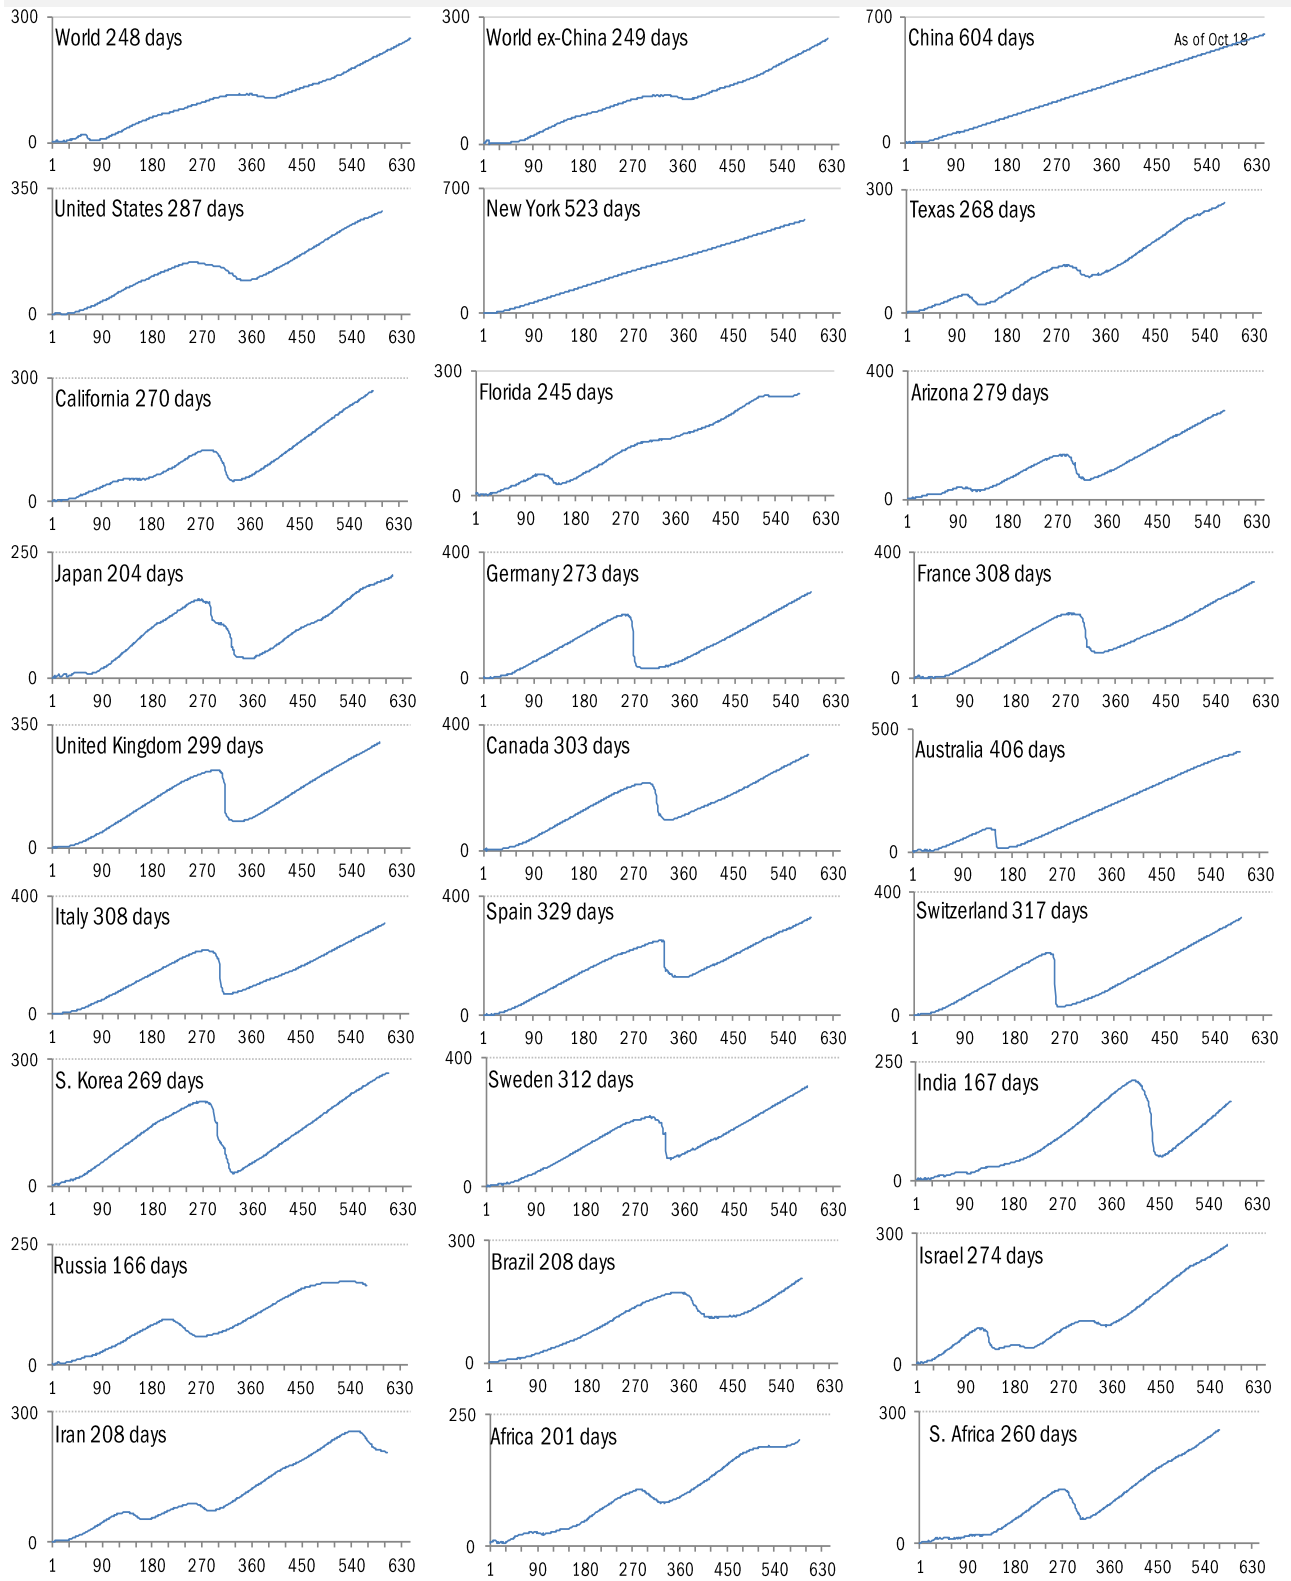 300
World 248 days
0
1 90 180 270 360 450 540 630
300
World ex-China 249 days
0
1 90 180 270 360 450 540 630
700
China 604 days
As of Oct 18
0
1 90 180 270 360 450 540 630
350
United States 287 days
0
1 90 180 270 360 450 540 630
700
New York 523 days
0
1 90 180 270 360 450 540 630
300
Texas 268 days
0
1 90 180 270 360 450 540 630
300
California 270 days
0
1 90 180 270 360 450 540 630
300
Florida 245 days
0
1 90 180 270 360 450 540 630
400
Arizona 279 days
0
1 90 180 270 360 450 540 630
250
Japan 204 days
0
1 90 180 270 360 450 540 630
400
Germany 273 days
0
1 90 180 270 360 450 540 630
400
France 308 days
0
1 90 180 270 360 450 540 630
350
United Kingdom 299 days
0
1 90 180 270 360 450 540 630
400
Canada 303 days
0
1 90 180 270 360 450 540 630
500
Australia 406 days
0
1 90 180 270 360 450 540 630
400
Italy 308 days
0
1 90 180 270 360 450 540 630
400
Spain 329 days
0
1 90 180 270 360 450 540 630
400
Switzerland 317 days
0
1 90 180 270 360 450 540 630
300
S. Korea 269 days
0
1 90 180 270 360 450 540 630
400
Sweden 312 days
0
1 90 180 270 360 450 540 630
250
India 167 days
0
1 90 180 270 360 450 540 630
250
Russia 166 days
0
1 90 180 270 360 450 540 630
300
Brazil 208 days
0
1 90 180 270 360 450 540 630
300
Israel 274 days
0
1 90 180 270 360 450 540 630
300
Iran 208 days
0
1 90 180 270 360 450 540 630
250
Africa 201 days
0
1 90 180 270 360 450 540 630
300
S. Africa 260 days
0
1 90 180 270 360 450 540 630